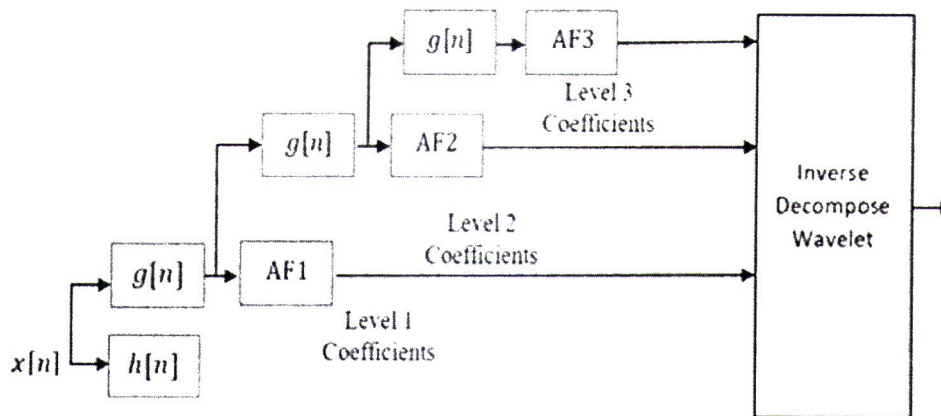 g[n]
AF3
Level 3
Coefficients
g[n]
AF2
Inverse
Decompose
Wavelet
Level 2
Coefficients
g[n]
AF1
Level 1
Coefficients
x[n]
h[n]